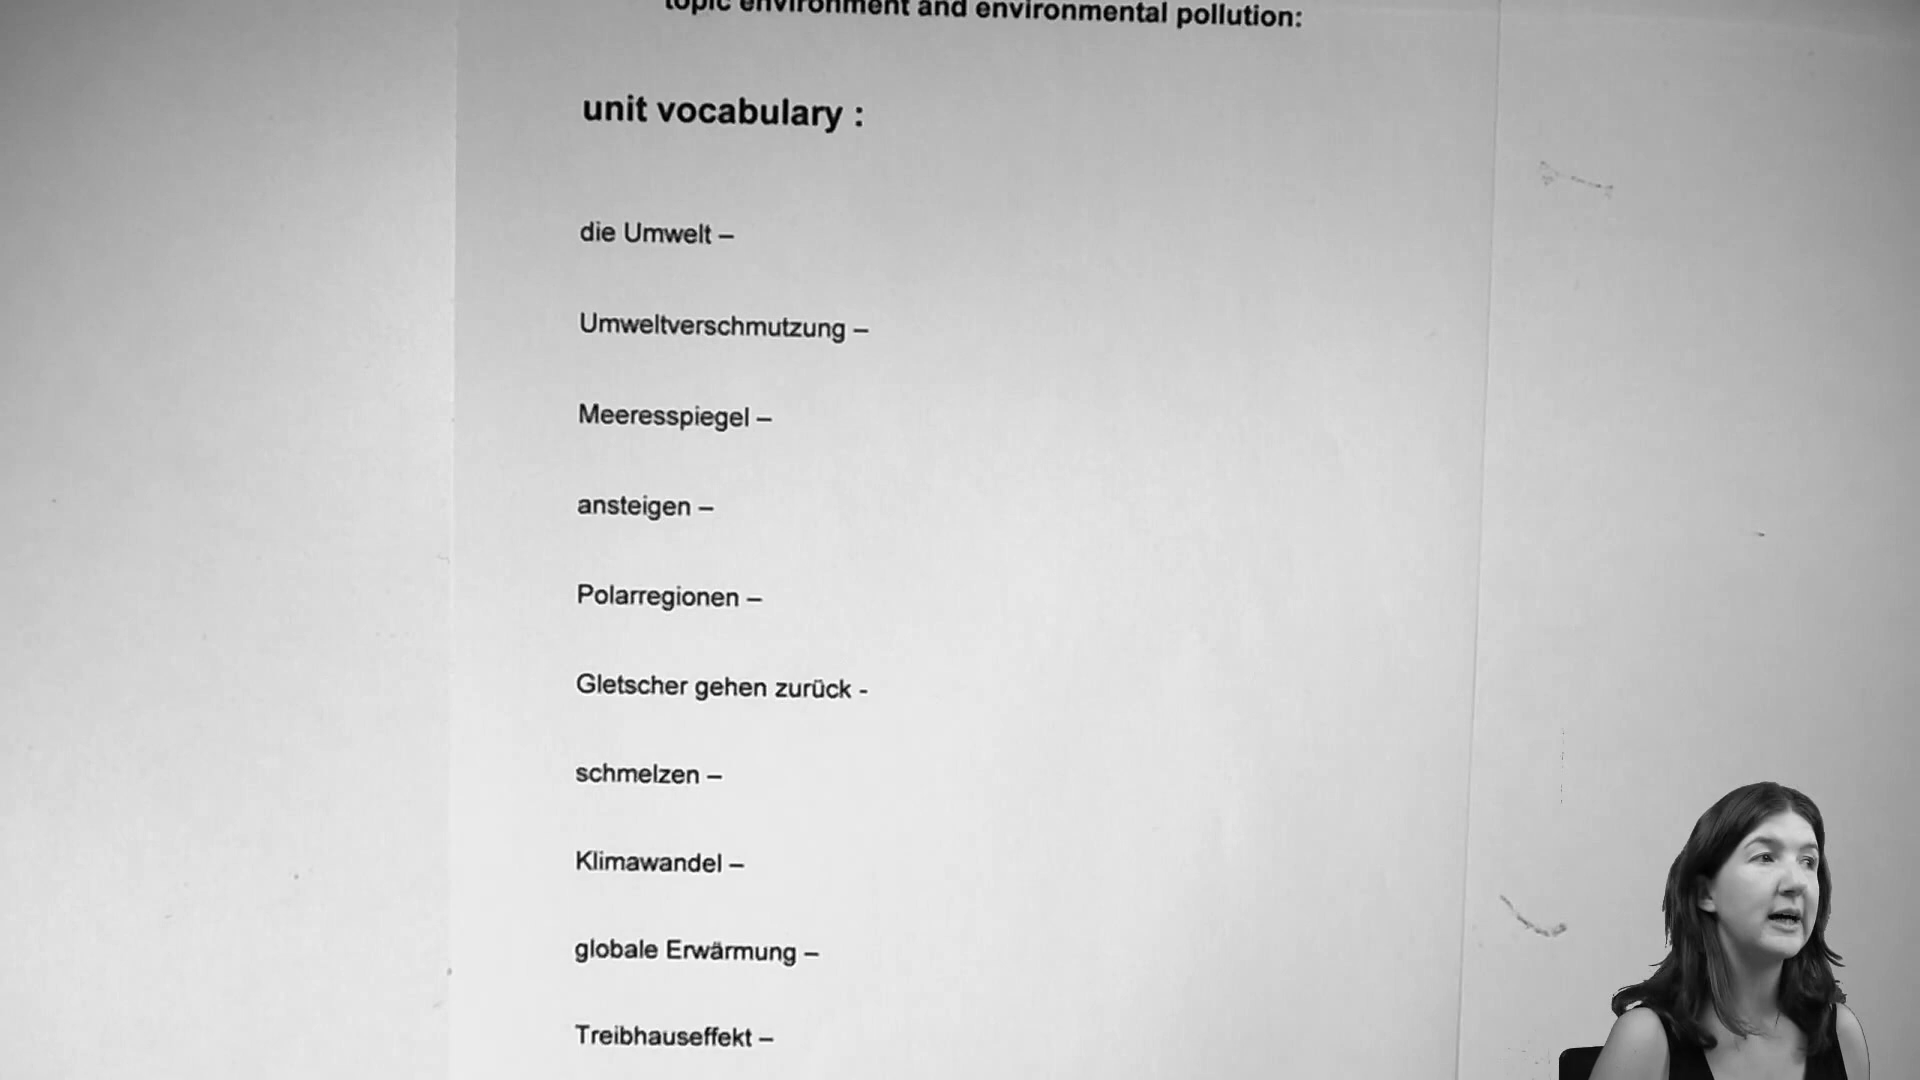 topic environment and environmental pollution:
unit vocabulary :
die Umwelt –
Umweltverschmutzung –
Meeresspiegel –
ansteigen –
Polarregionen –
Gletscher gehen zurück -
schmelzen –
Klimawandel –
globale Erwärmung –
Treibhauseffekt –